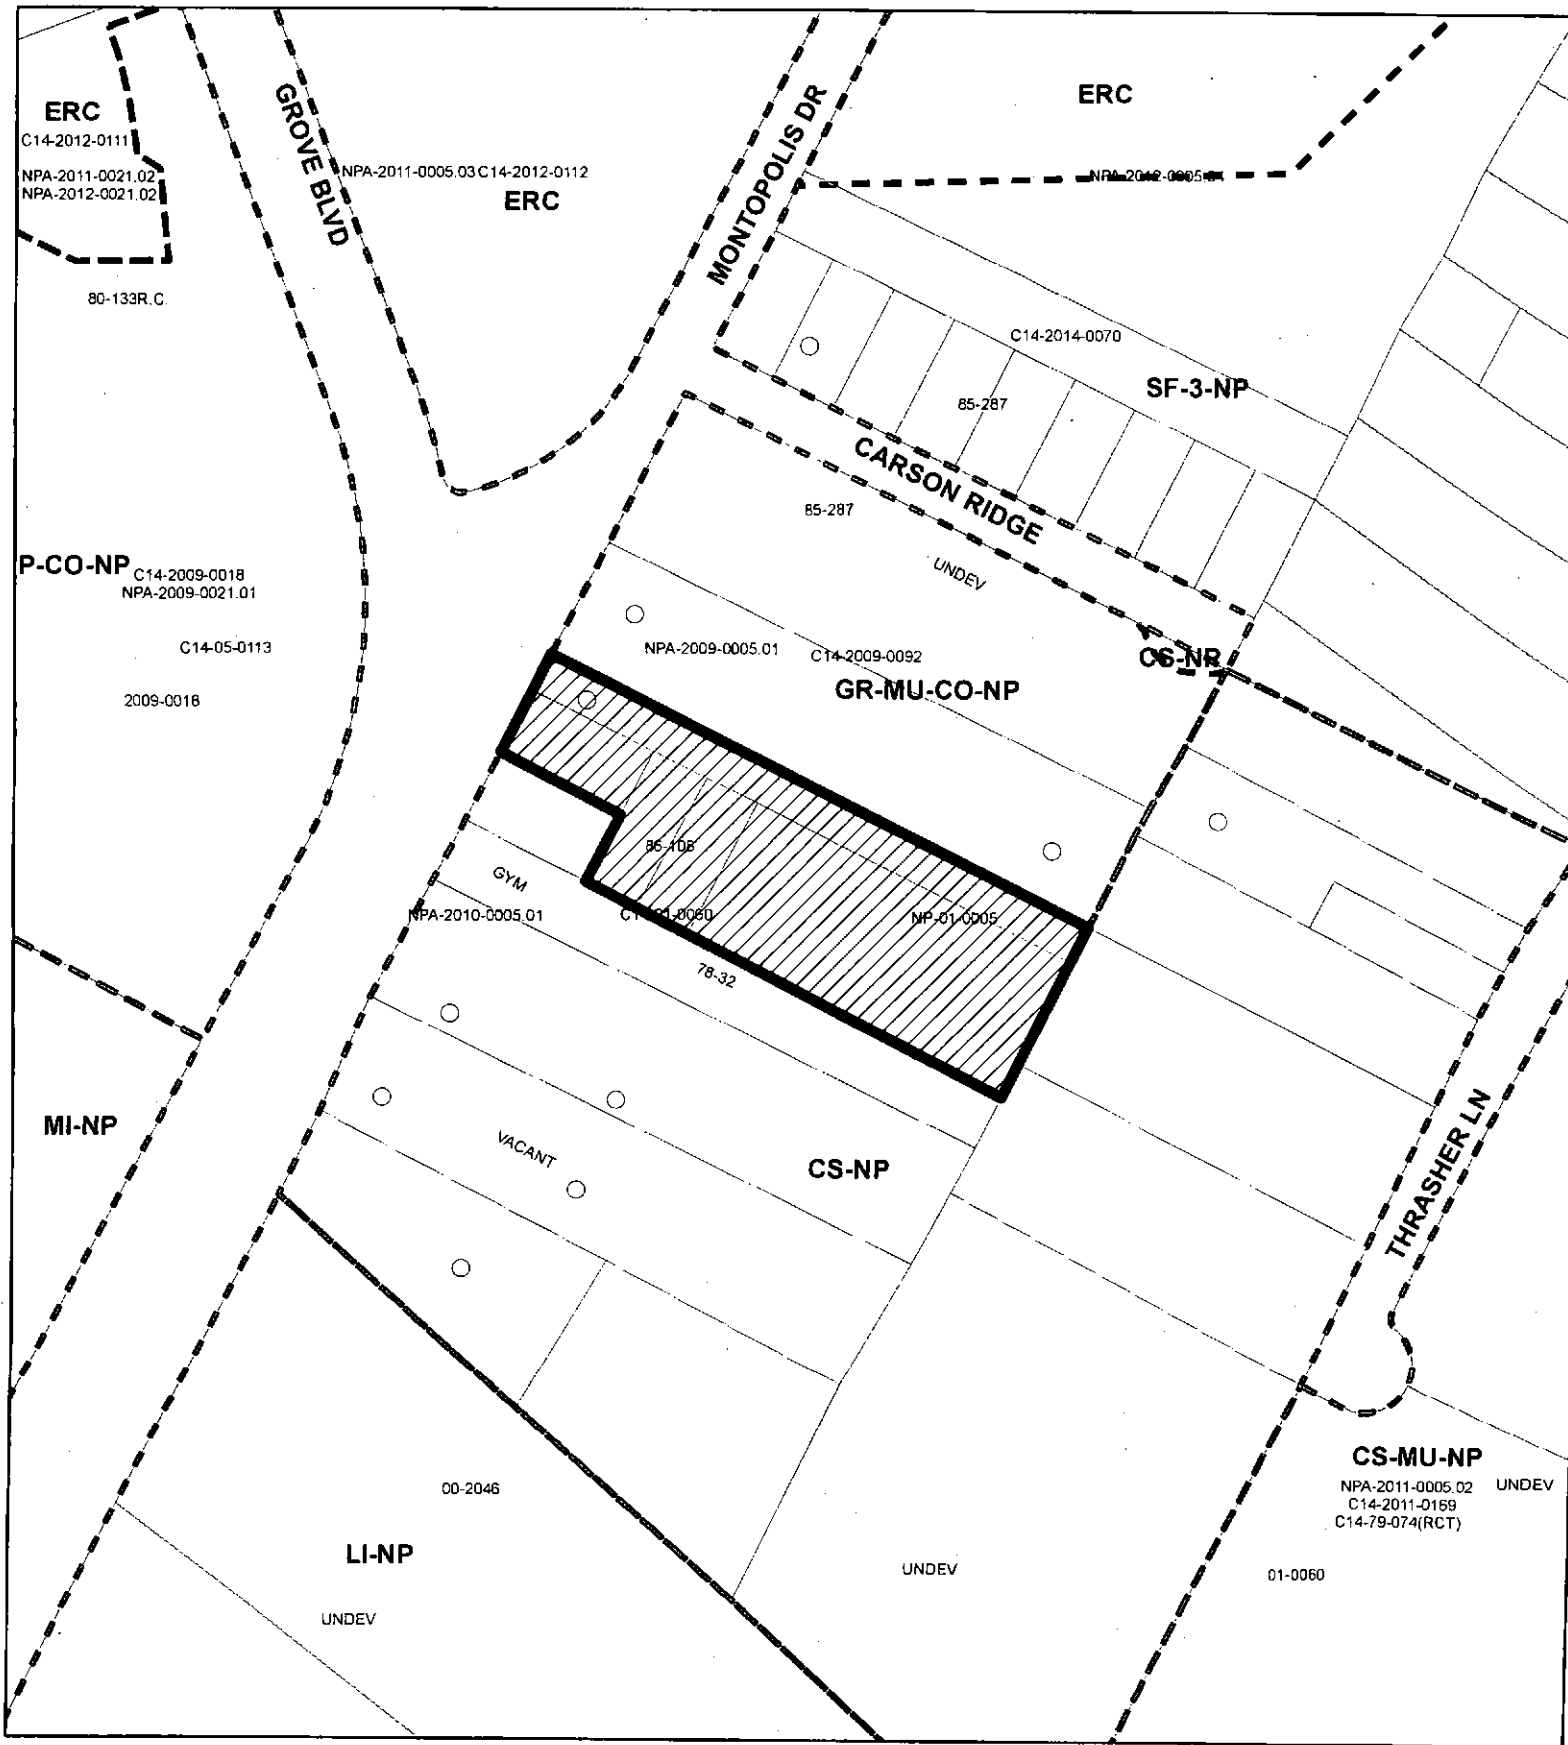 ERC
C14-2012-0111
NPA-2011-0021.02
NPA-2012-0021.02
80-133R.C.
GROVE BLVD
NPA-2011-0005.03 C14-2012-0112
ERC
MONTOPOLIS DR
ERC
C14-2014-0070
SF-3-NP
85-287
CARSON RIDGE
85-287
UNDEV
P-CO-NP
C14-2009-0018
NPA-2009-0021.01
C14-05-0113
2009-0018
NPA-2009-0005.01
C14-2009-0092
GR-MU-CO-NP
CS-NP
GYM
NPA-2010-0005.01
NP-01-0005
78-32
MI-NP
VACANT
CS-NP
THRASHER LN
CS-MU-NP
NPA-2011-0005.02
UNDEV
C14-2011-0169
C14-79-074(RCT)
00-2046
LI-NP
UNDEV
UNDEV
01-0060